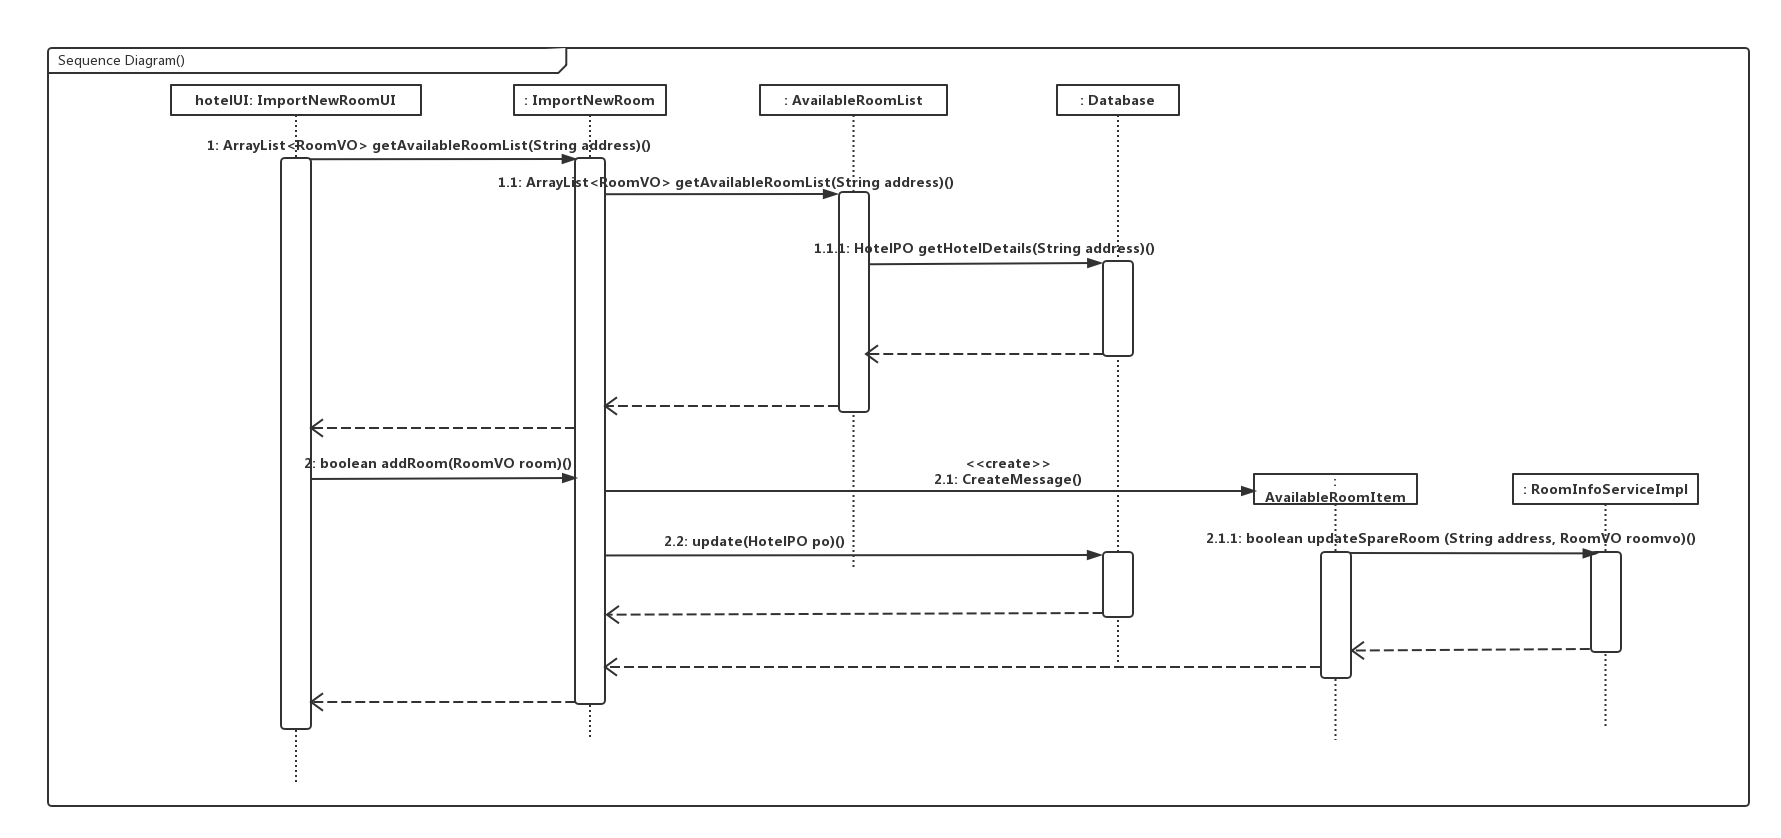 Sequence Diagram()
hotelUI: ImportNewRoomUI
: ImportNewRoom
: AvailableRoomList
: Database
1: ArrayList<RoomVO> getAvailableRoomList(String address)()
1.1: ArrayList<RoomVO> getAvailableRoomList(String address)()
1.1.1: HotelPO getHotelDetails(String address)()
2: boolean addRoom(RoomVO room)()
<<create>>
2.1: CreateMessage()
:
AvailableRoomItem
: RoomInfoServiceImpl
2.2: update(HotelPO po)()
2.1.1: boolean updateSpareRoom (String address, RoomVO roomvo)()